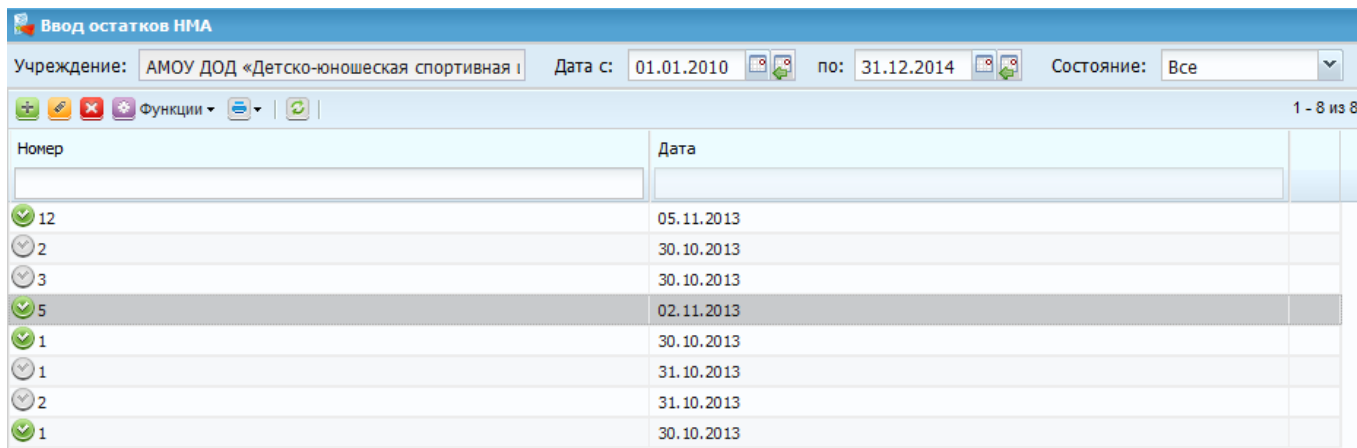 Ввод остатков НМА
Учреждение: АМОУ ДОД «Детско-юношеская спортивная Дата с: 01.01.2010 по: 31.12.2014 Состояние: Все
Функции 1 - 8 из 8
Номер Дата
12 05.11.2013
2 30.10.2013
3 30.10.2013
5 02.11.2013
1 30.10.2013
1 31.10.2013
2 31.10.2013
1 30.10.2013